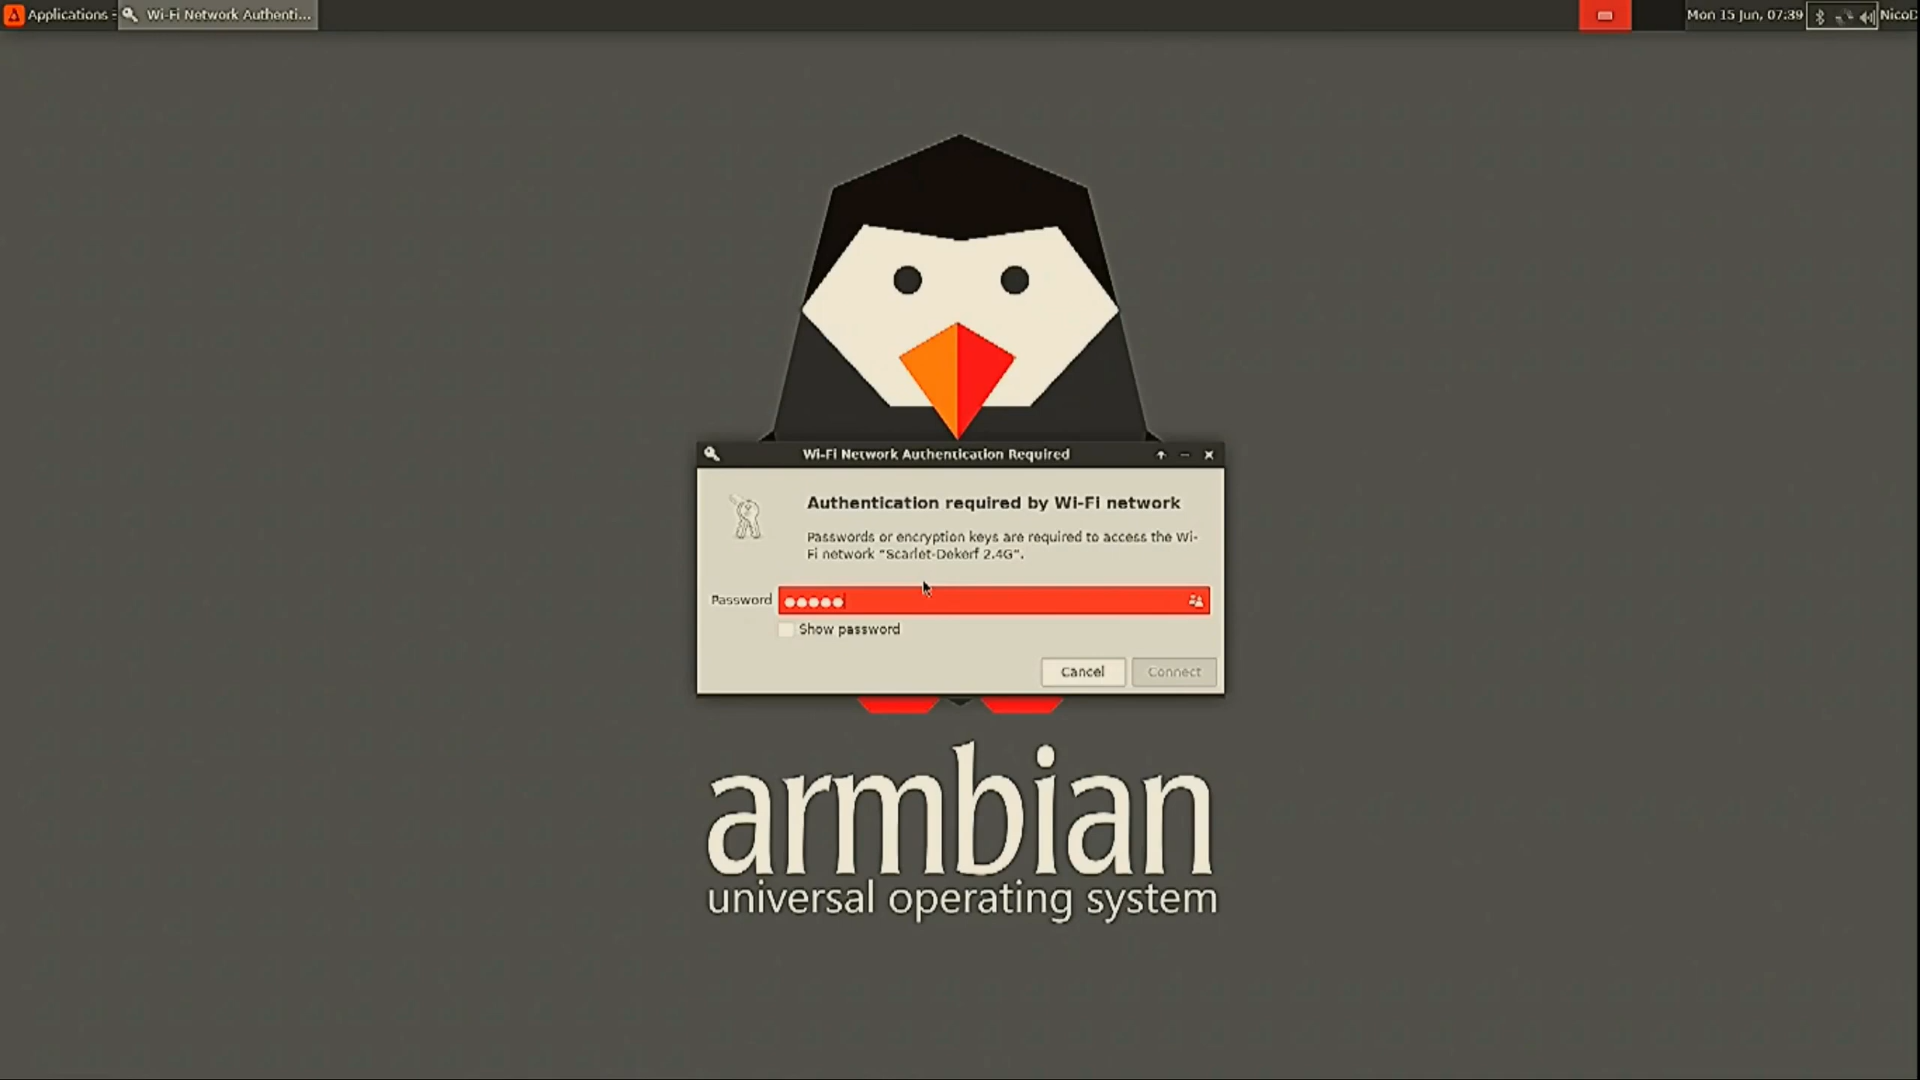 Applications
Wi-Fi Network Authenti...
Mon 15 Jun, 07:39
NicoD
Wi-Fi Network Authentication Required
Authentication required by Wi-Fi network
Passwords or encryption keys are required to access the Wi-
Fi network "Scarlet-Dekerf 2.4G".
Password
Show password
Cancel
Connect
armbian
universal operating system